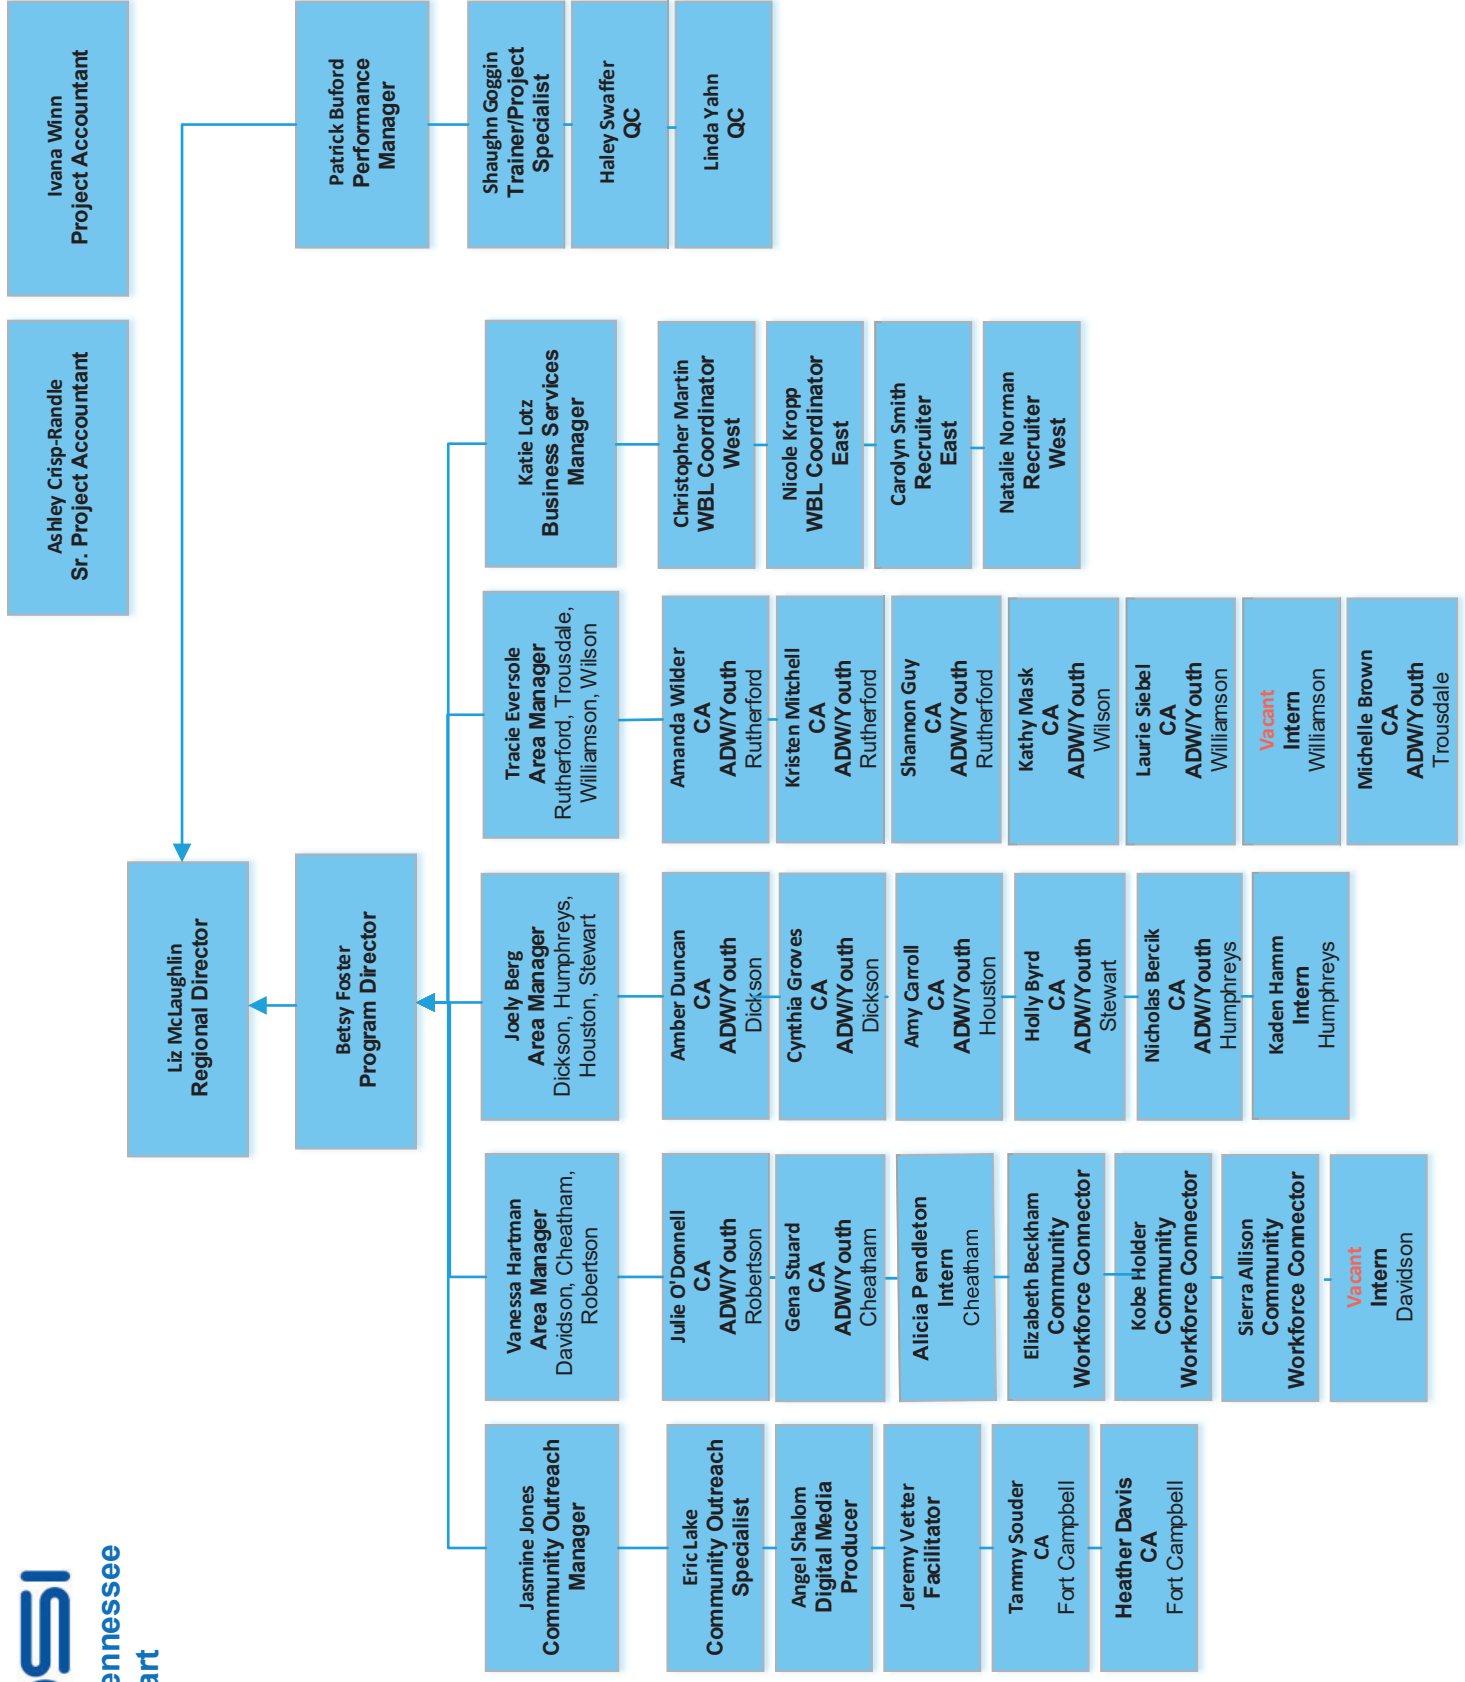 DSI
ennessee
art
Ashley Crisp-Randle
Sr. Project Accountant
Ivana Winn
Project Accountant
Liz McLaughlin
Regional Director
Betsy Foster
Program Director
Patrick Buford
Performance
Manager
Shaughn Goggin
Trainer/Project
Specialist
Haley Swaffer
QC
Linda Yahn
QC
Jasmine Jones
Community Outreach
Manager
Eric Lake
Community Outreach
Specialist
Angel Shalom
Digital Media
Producer
Jeremy Vetter
Facilitator
Tammy Souder
CA
Fort Campbell
Heather Davis
CA
Fort Campbell
Vanessa Hartman
Area Manager
Davidson, Cheatham,
Robertson
Julie O'Donnell
CA
ADW/Youth
Robertson
Gena Stuard
CA
ADW/Youth
Cheatham
Alicia Pendleton
Intern
Cheatham
Elizabeth Beckham
Community
Workforce Connector
Kobe Holder
Community
Workforce Connector
Sierra Allison
Community
Workforce Connector
Vacant
Intern
Davidson
Joely Berg
Area Manager
Dickson, Humphreys,
Houston, Stewart
Amber Duncan
CA
ADW/Youth
Dickson
Cynthia Groves
CA
ADW/Youth
Dickson
Amy Carroll
CA
ADW/Youth
Houston
Holly Byrd
CA
ADW/Youth
Stewart
Nicholas Bercik
CA
ADW/Youth
Humphreys
Kaden Hamm
Intern
Humphreys
Tracie Eversole
Area Manager
Rutherford, Trousdale,
Williamson, Wilson
Amanda Wilder
CA
ADW/Youth
Rutherford
Kristen Mitchell
CA
ADW/Youth
Rutherford
Shannon Guy
CA
ADW/Youth
Rutherford
Kathy Mask
CA
ADW/Youth
Wilson
Laurie Siebel
CA
ADW/Youth
Williamson
Vacant
Intern
Williamson
Michelle Brown
CA
ADW/Youth
Trousdale
Katie Lotz
Business Services
Manager
Christopher Martin
WBL Coordinator
West
Nicole Kropp
WBL Coordinator
East
Carolyn Smith
Recruiter
East
Natalie Norman
Recruiter
West